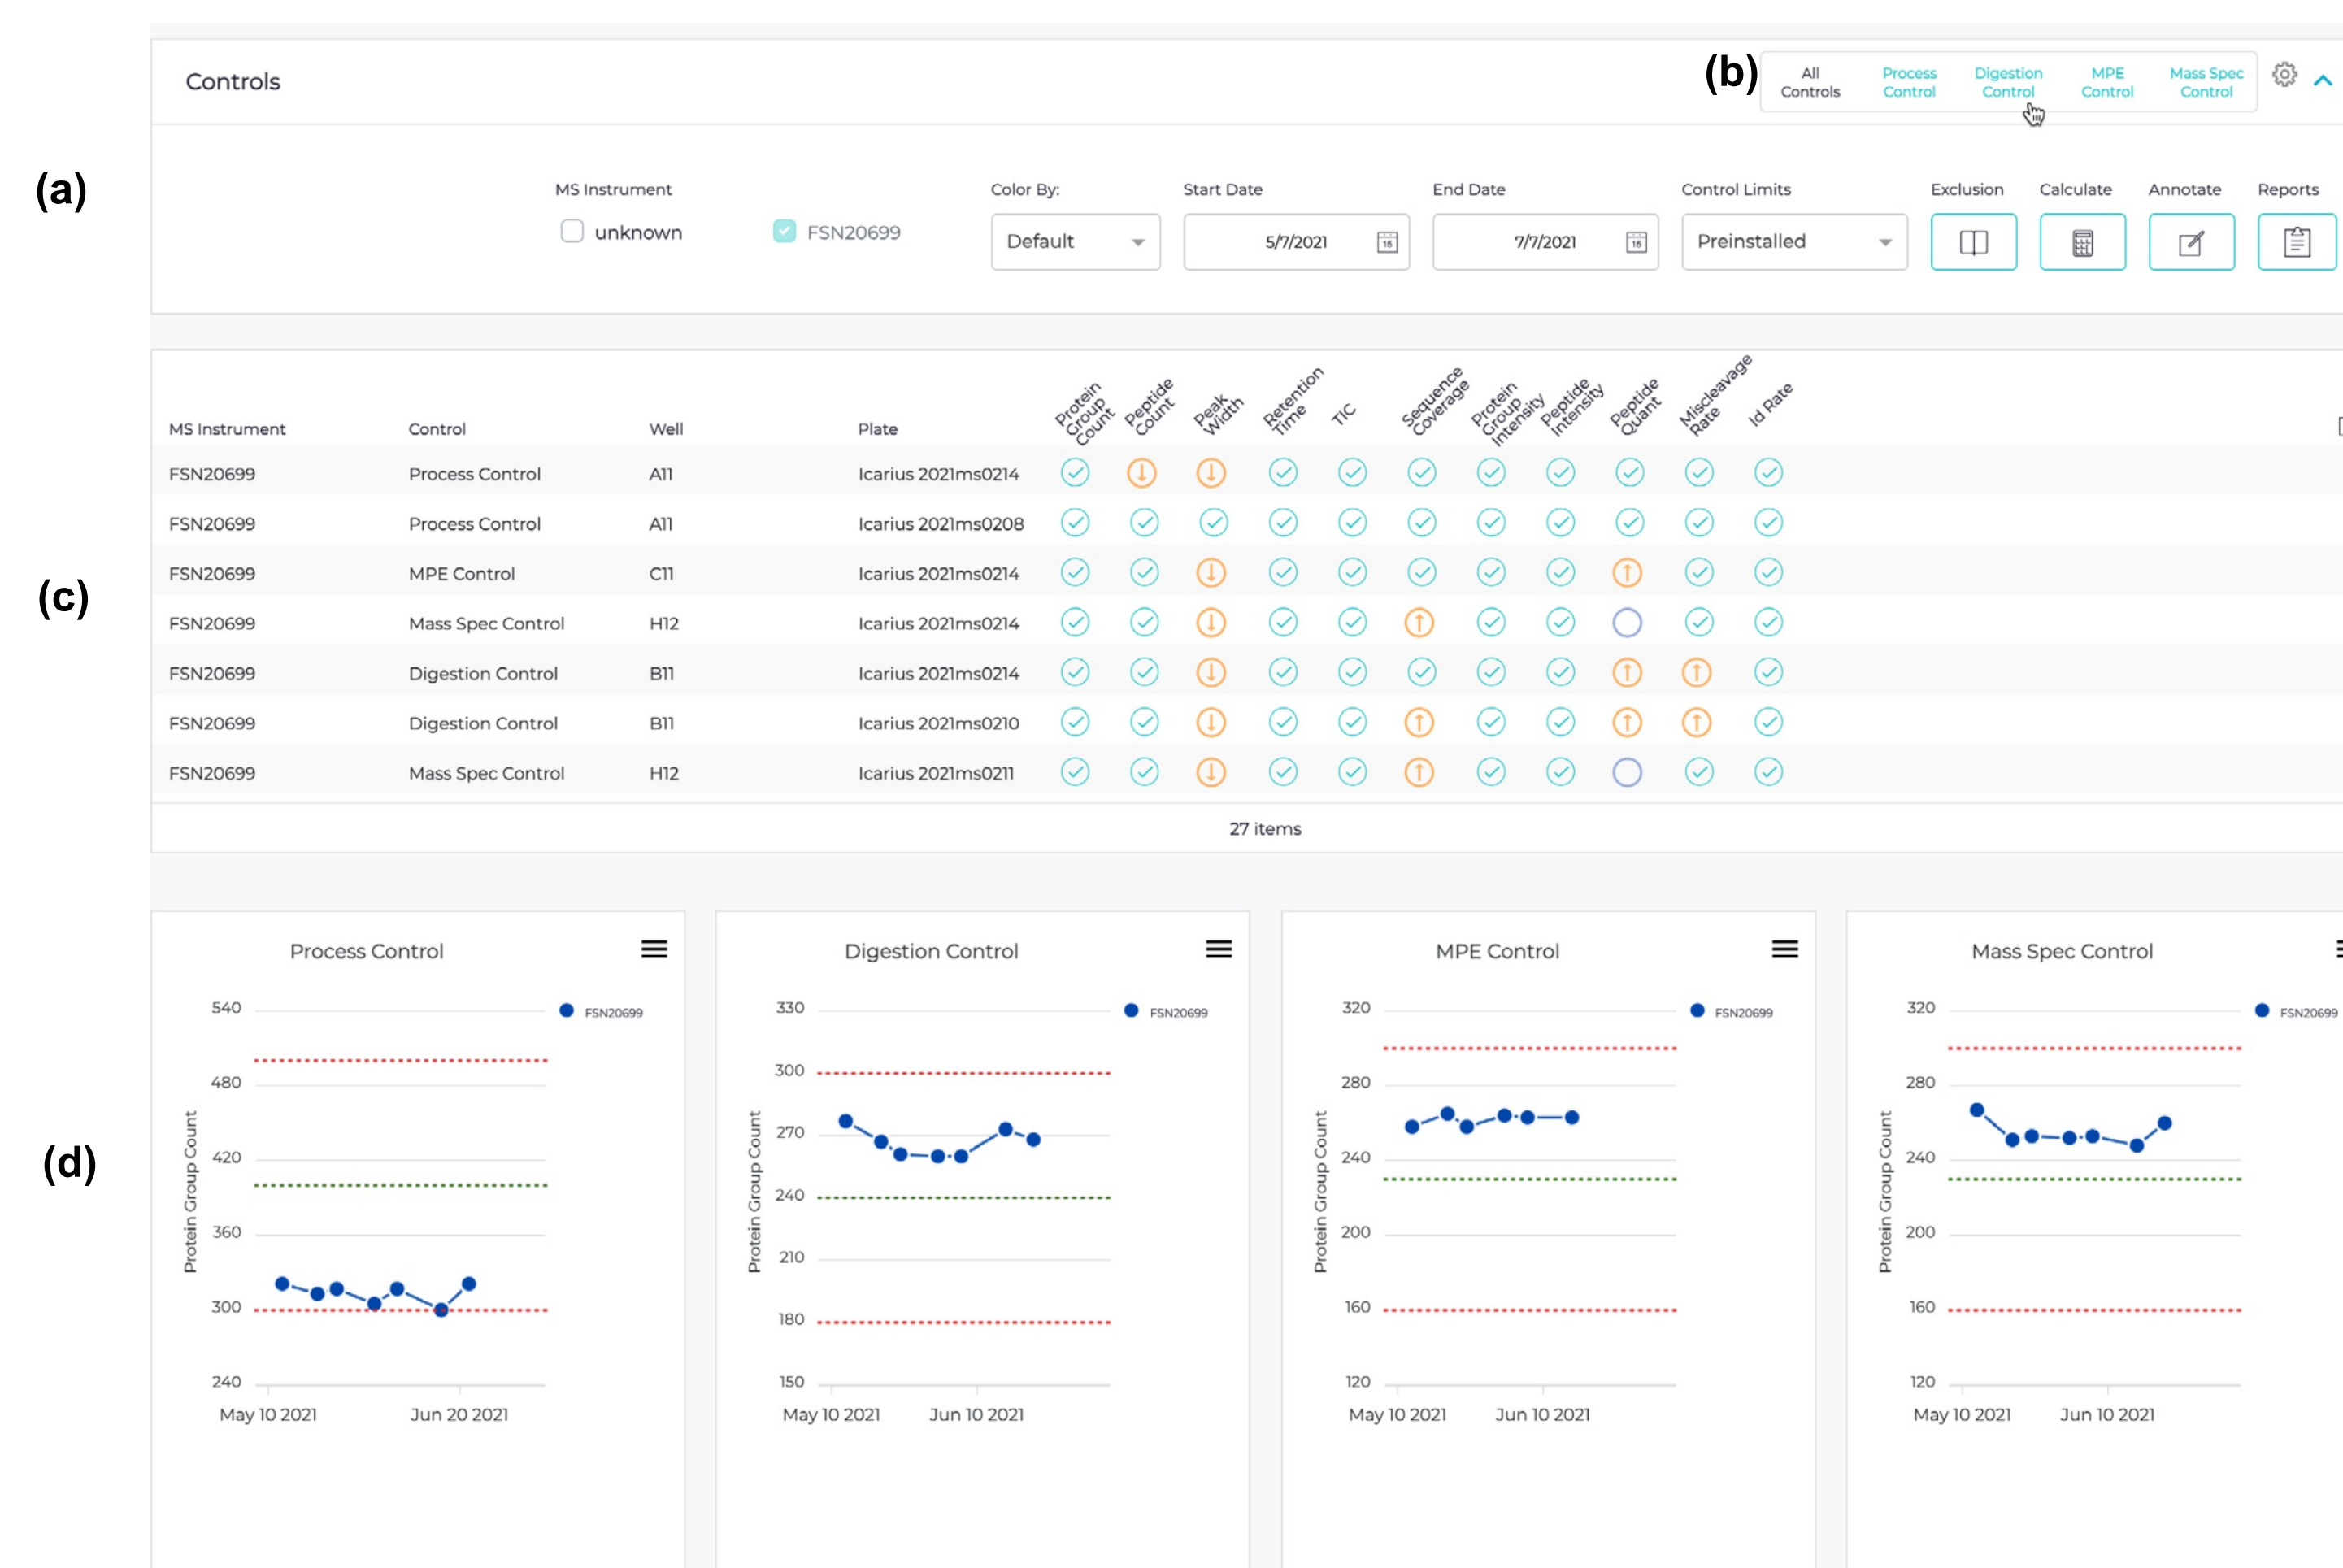 Controls
(b)
All Controls
Process Control
Digestion Control
MPE Control
Mass Spec Control
(a)
MS Instrument
unknown
FSN20699
Color By:
Default
Start Date
5/7/2021
End Date
7/7/2021
Control Limits
Preinstalled
Exclusion
Calculate
Annotate
Reports
(c)
MS Instrument Control Well Plate
Protein Group Count
Peptide Count
Peak Width
Retention Time
TIC
Sequence Coverage
Protein Group Intensity
Peptide Intensity
Peptide Quant
Miscleavage Rate
Id Rate
FSN20699 Process Control A11 Icarius 2021ms0214
FSN20699 Process Control A11 Icarius 2021ms0208
FSN20699 MPE Control C11 Icarius 2021ms0214
FSN20699 Mass Spec Control H12 Icarius 2021ms0214
FSN20699 Digestion Control B11 Icarius 2021ms0214
FSN20699 Digestion Control B11 Icarius 2021ms0210
FSN20699 Mass Spec Control H12 Icarius 2021ms0211
27 items
(d)
Process Control
FSN20699
Protein Group Count
540
480
420
360
300
240
May 10 2021 Jun 20 2021
Digestion Control
FSN20699
Protein Group Count
330
300
270
240
210
180
150
May 10 2021 Jun 10 2021
MPE Control
FSN20699
Protein Group Count
320
280
240
200
160
120
May 10 2021 Jun 10 2021
Mass Spec Control
FSN20699
Protein Group Count
320
280
240
200
160
120
May 10 2021 Jun 10 2021